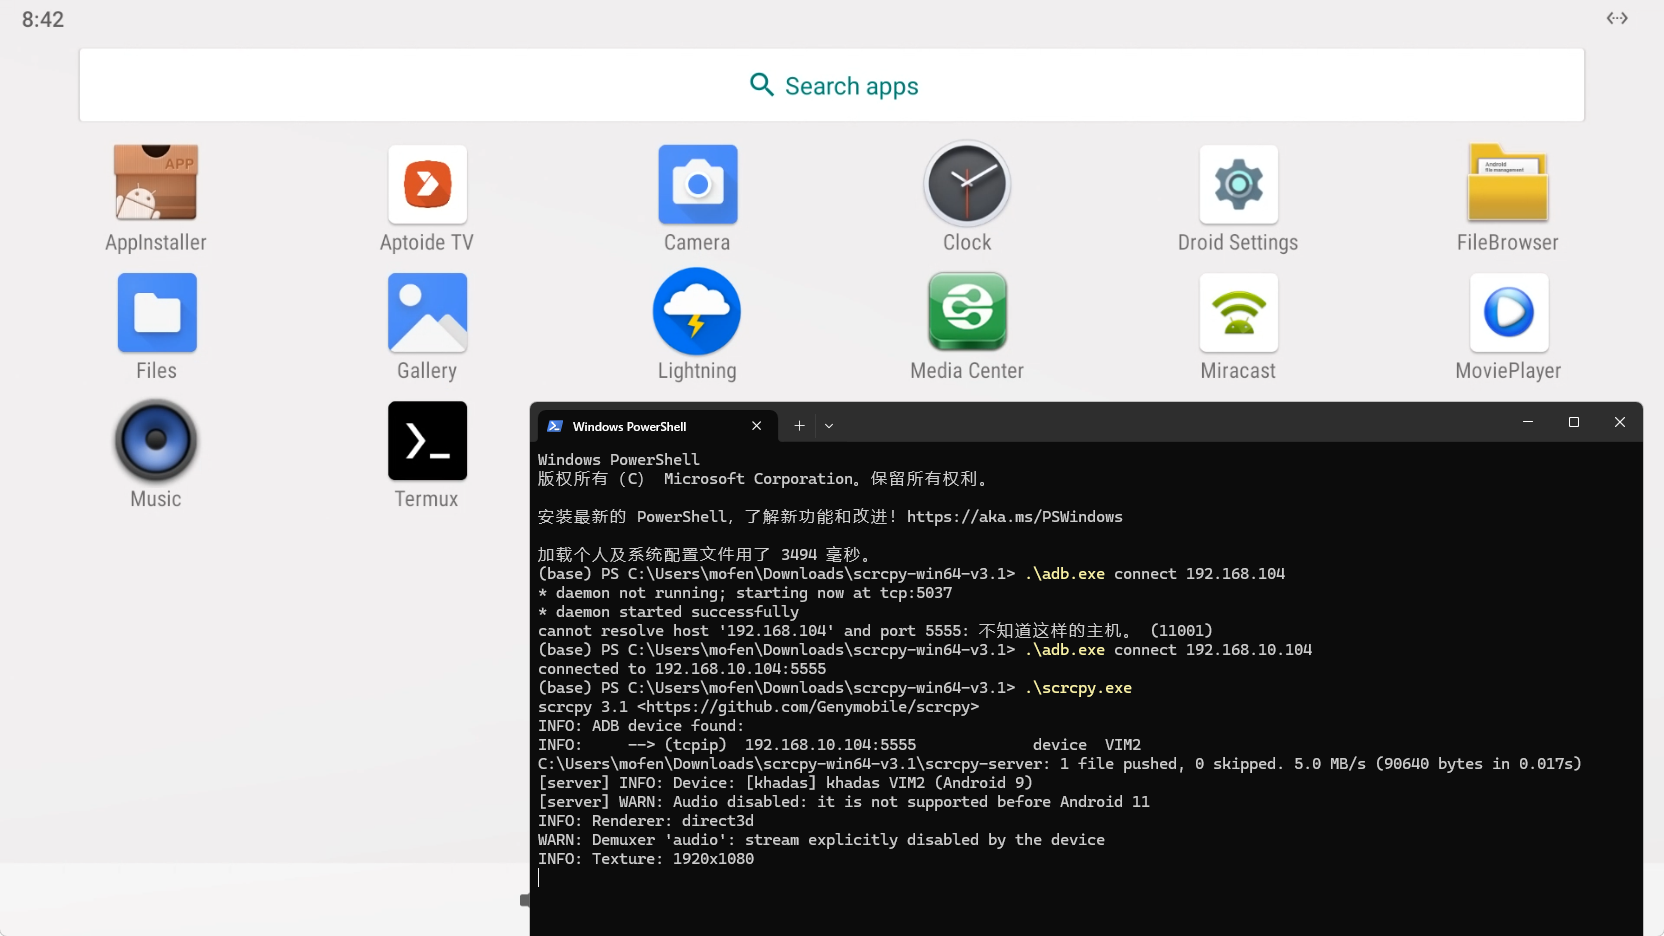 8:42
Search apps
APP
Android
file management
AppInstaller
Aptoide TV
Camera
Clock
Droid Settings
FileBrowser
Files
Gallery
Lightning
Media Center
Miracast
MoviePlayer
Music
Termux
Windows PowerShell
Windows PowerShell
版权所有（C） Microsoft Corporation。保留所有权利。
安装最新的 PowerShell，了解新功能和改进！https://aka.ms/PSWindows
加载个人及系统配置文件用了 3494 毫秒。
(base) PS C:\Users\mofen\Downloads\scrcpy-win64-v3.1> .\adb.exe connect 192.168.104
* daemon not running; starting now at tcp:5037
* daemon started successfully
cannot resolve host '192.168.104' and port 5555: 不知道这样的主机。 (11001)
(base) PS C:\Users\mofen\Downloads\scrcpy-win64-v3.1> .\adb.exe connect 192.168.10.104
connected to 192.168.10.104:5555
(base) PS C:\Users\mofen\Downloads\scrcpy-win64-v3.1> .\scrcpy.exe
scrcpy 3.1 <https://github.com/Genymobile/scrcpy>
INFO: ADB device found:
INFO:     --> (tcpip)  192.168.10.104:5555             device  VIM2
C:\Users\mofen\Downloads\scrcpy-win64-v3.1\scrcpy-server: 1 file pushed, 0 skipped. 5.0 MB/s (90640 bytes in 0.017s)
[server] INFO: Device: [khadas] khadas VIM2 (Android 9)
[server] WARN: Audio disabled: it is not supported before Android 11
INFO: Renderer: direct3d
WARN: Demuxer 'audio': stream explicitly disabled by the device
INFO: Texture: 1920x1080